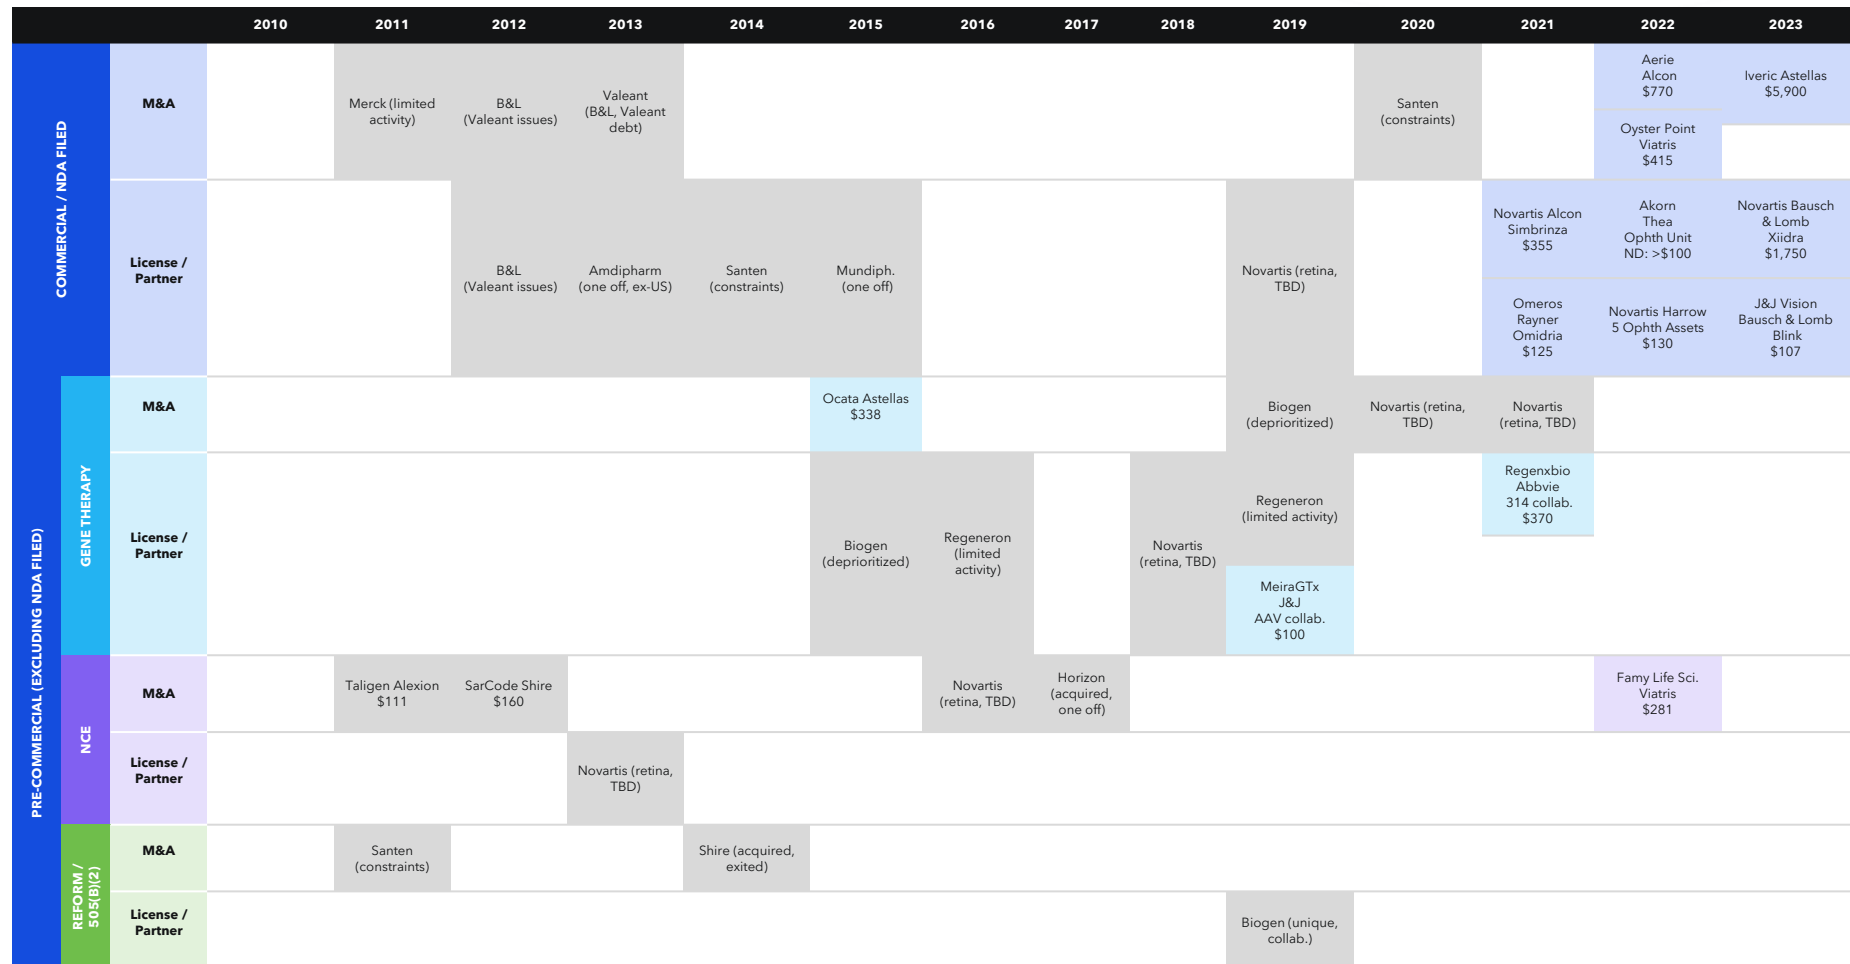 2010
2011
2012
2013
2014
2015
2016
2017
2018
2019
2020
2021
2022
2023
COMMERCIAL / NDA FILED
M&A
Merck (limited
activity)
B&L
(Valeant issues)
Valeant
(B&L, Valeant
debt)
Santen
(constraints)
Aerie
Alcon
$770
Oyster Point
Viatris
$415
Iveric Astellas
$5,900
License /
Partner
B&L
(Valeant issues)
Amdipharm
(one off, ex-US)
Santen
(constraints)
Mundiph.
(one off)
Novartis (retina,
TBD)
Novartis Alcon
Simbrinza
$355
Omeros
Rayner
Omidria
$125
Akorn
Thea
Ophth Unit
ND: >$100
Novartis Harrow
5 Ophth Assets
$130
Novartis Bausch
& Lomb
Xiidra
$1,750
J&J Vision
Bausch & Lomb
Blink
$107
PRE-COMMERCIAL (EXCLUDING NDA FILED)
GENE THERAPY
M&A
Ocata Astellas
$338
Biogen
(deprioritized)
Novartis (retina,
TBD)
Novartis
(retina, TBD)
License /
Partner
Biogen
(deprioritized)
Regeneron
(limited
activity)
Novartis
(retina, TBD)
Regeneron
(limited activity)
MeiraGTx
J&J
AAV collab.
$100
Regenxbio
Abbvie
314 collab.
$370
NCE
M&A
Taligen Alexion
$111
SarCode Shire
$160
Novartis
(retina, TBD)
Horizon
(acquired,
one off)
Famy Life Sci.
Viatris
$281
License /
Partner
Novartis (retina,
TBD)
REFORM /
505(B)(2)
M&A
Santen
(constraints)
Shire (acquired,
exited)
License /
Partner
Biogen (unique,
collab.)